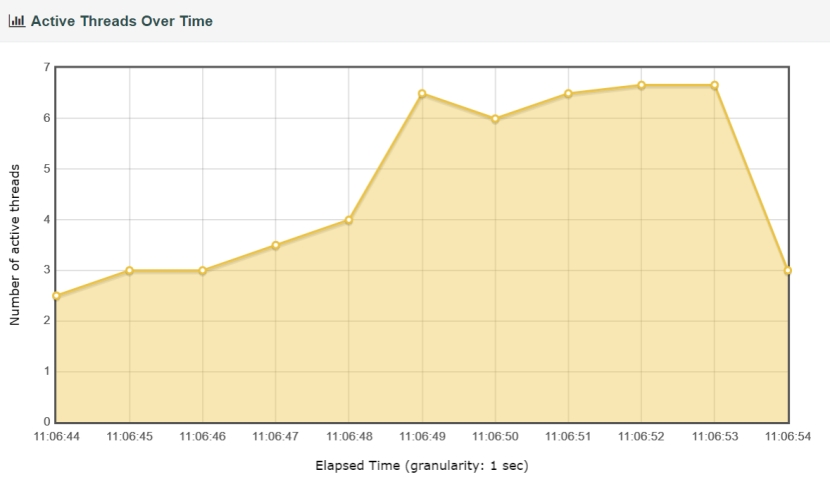 Active Threads Over Time
7
6
5
4
3
2
1
0
Number of active threads
11:06:44 11:06:45 11:06:46 11:06:47 11:06:48 11:06:49 11:06:50 11:06:51 11:06:52 11:06:53 11:06:54
Elapsed Time (granularity: 1 sec)